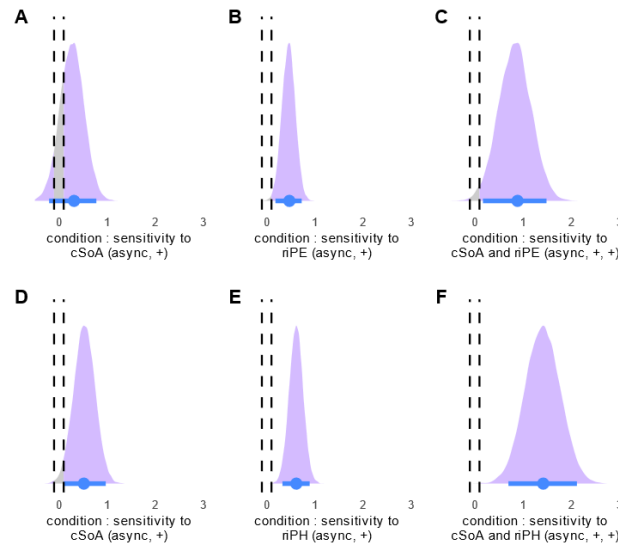 A
B
C
0 1 2 3
0 1 2 3
0 1 2 3
condition : sensitivity to
cSoA (async, +)
condition : sensitivity to
riPE (async, +)
condition : sensitivity to
cSoA and riPE (async, +, +)
D
E
F
0 1 2 3
0 1 2 3
0 1 2 3
condition : sensitivity to
cSoA (async, +)
condition : sensitivity to
riPH (async, +)
condition : sensitivity to
cSoA and riPH (async, +, +)